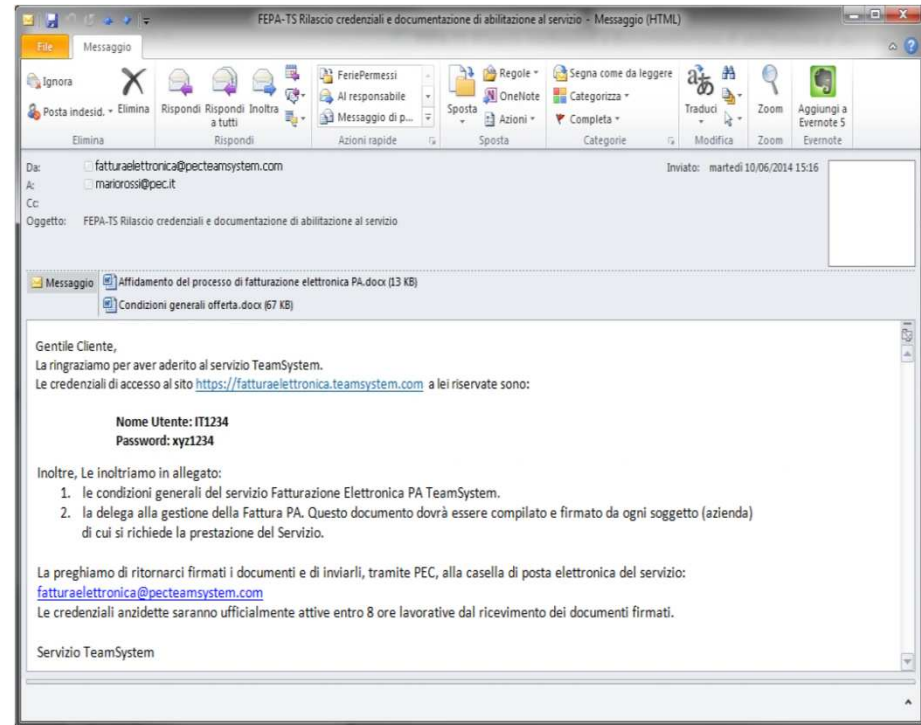 FEPA-TS Rilascio credenziali e documentazione di abilitazione al servizio - Messaggio (HTML)
File Messaggio
Ignora
Posta indesid.
Elimina
Rispondi
Rispondi a tutti
Inoltra
FeriePermessi
Al responsabile
Messaggio di p...
Sposta
Regole
OneNote
Azioni
Segna come da leggere
Categorizza
Completa
Traduci
Zoom
Aggiungi a Evernote 5
Elimina Rispondi Azioni rapide Sposta Categorie Modifica Zoom Evernote
Da: fatturaelettronica@pecteamsystem.com Inviato: martedì 10/06/2014 15:16
A: mariorossi@pec.it
Cc:
Oggetto: FEPA-TS Rilascio credenziali e documentazione di abilitazione al servizio
Messaggio Affidamento del processo di fatturazione elettronica PA.docx (13 KB)
Condizioni generali offerta.docx (67 KB)
Gentile Cliente,
La ringraziamo per aver aderito al servizio TeamSystem.
Le credenziali di accesso al sito https://fatturaelettronica.teamsystem.com a lei riservate sono:
Nome Utente: IT1234
Password: xyz1234
Inoltre, Le inoltriamo in allegato:
1. le condizioni generali del servizio Fatturazione Elettronica PA TeamSystem.
2. la delega alla gestione della Fattura PA. Questo documento dovrà essere compilato e firmato da ogni soggetto (azienda)
di cui si richiede la prestazione del Servizio.
La preghiamo di ritornarci firmati i documenti e di inviarli, tramite PEC, alla casella di posta elettronica del servizio:
fatturaelettronica@pecteamsystem.com
Le credenziali anzidette saranno ufficialmente attive entro 8 ore lavorative dal ricevimento dei documenti firmati.
Servizio TeamSystem